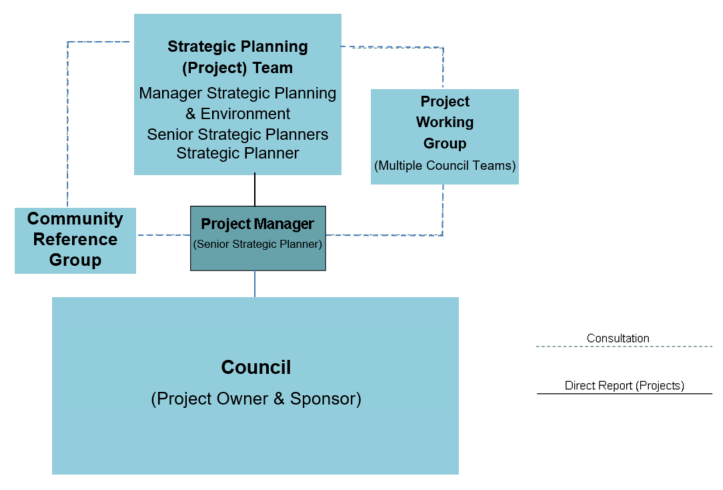 Strategic Planning
(Project) Team
Manager Strategic Planning
& Environment
Senior Strategic Planners
Strategic Planner
Project
Working
Group
(Multiple Council Teams)
Community
Reference
Group
Project Manager
(Senior Strategic Planner)
Council
(Project Owner & Sponsor)
Consultation
Direct Report (Projects)